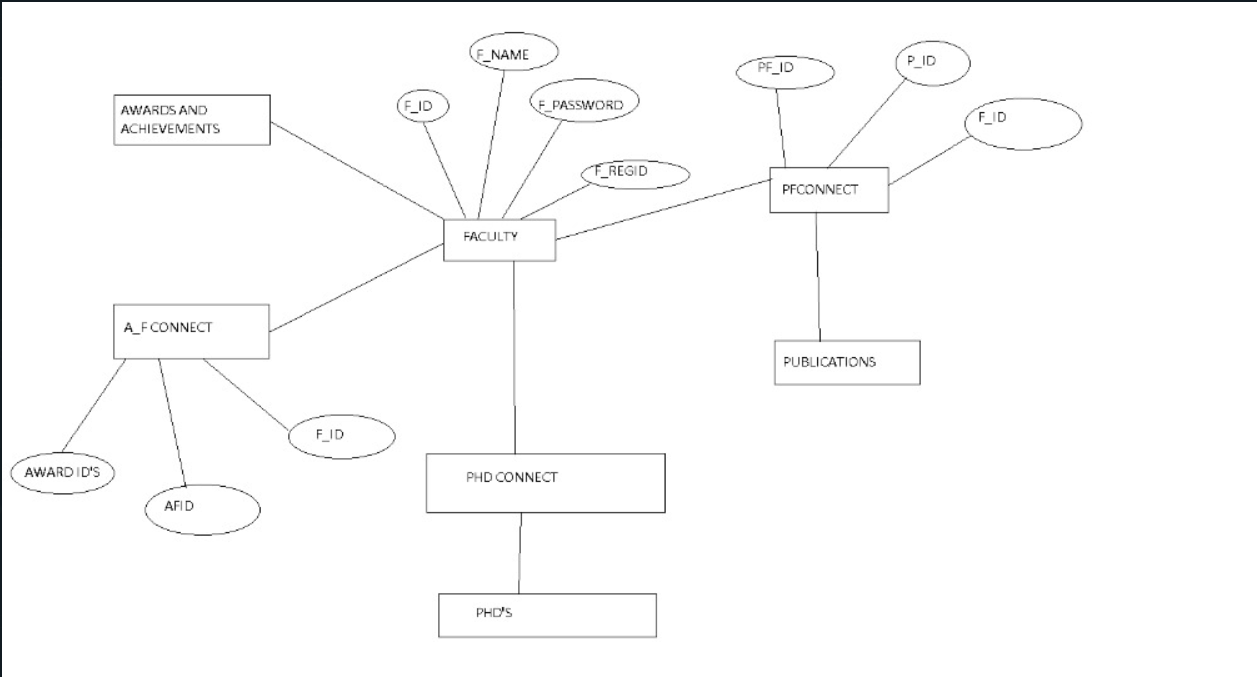 F_NAME
P_ID
PF_ID
F_ID
F_PASSWORD
AWARDS AND
ACHIEVEMENTS
F_ID
F_REGID
PFCONNECT
FACULTY
A_F CONNECT
PUBLICATIONS
F_ID
AWARD ID'S
PHD CONNECT
AFID
PHD'S